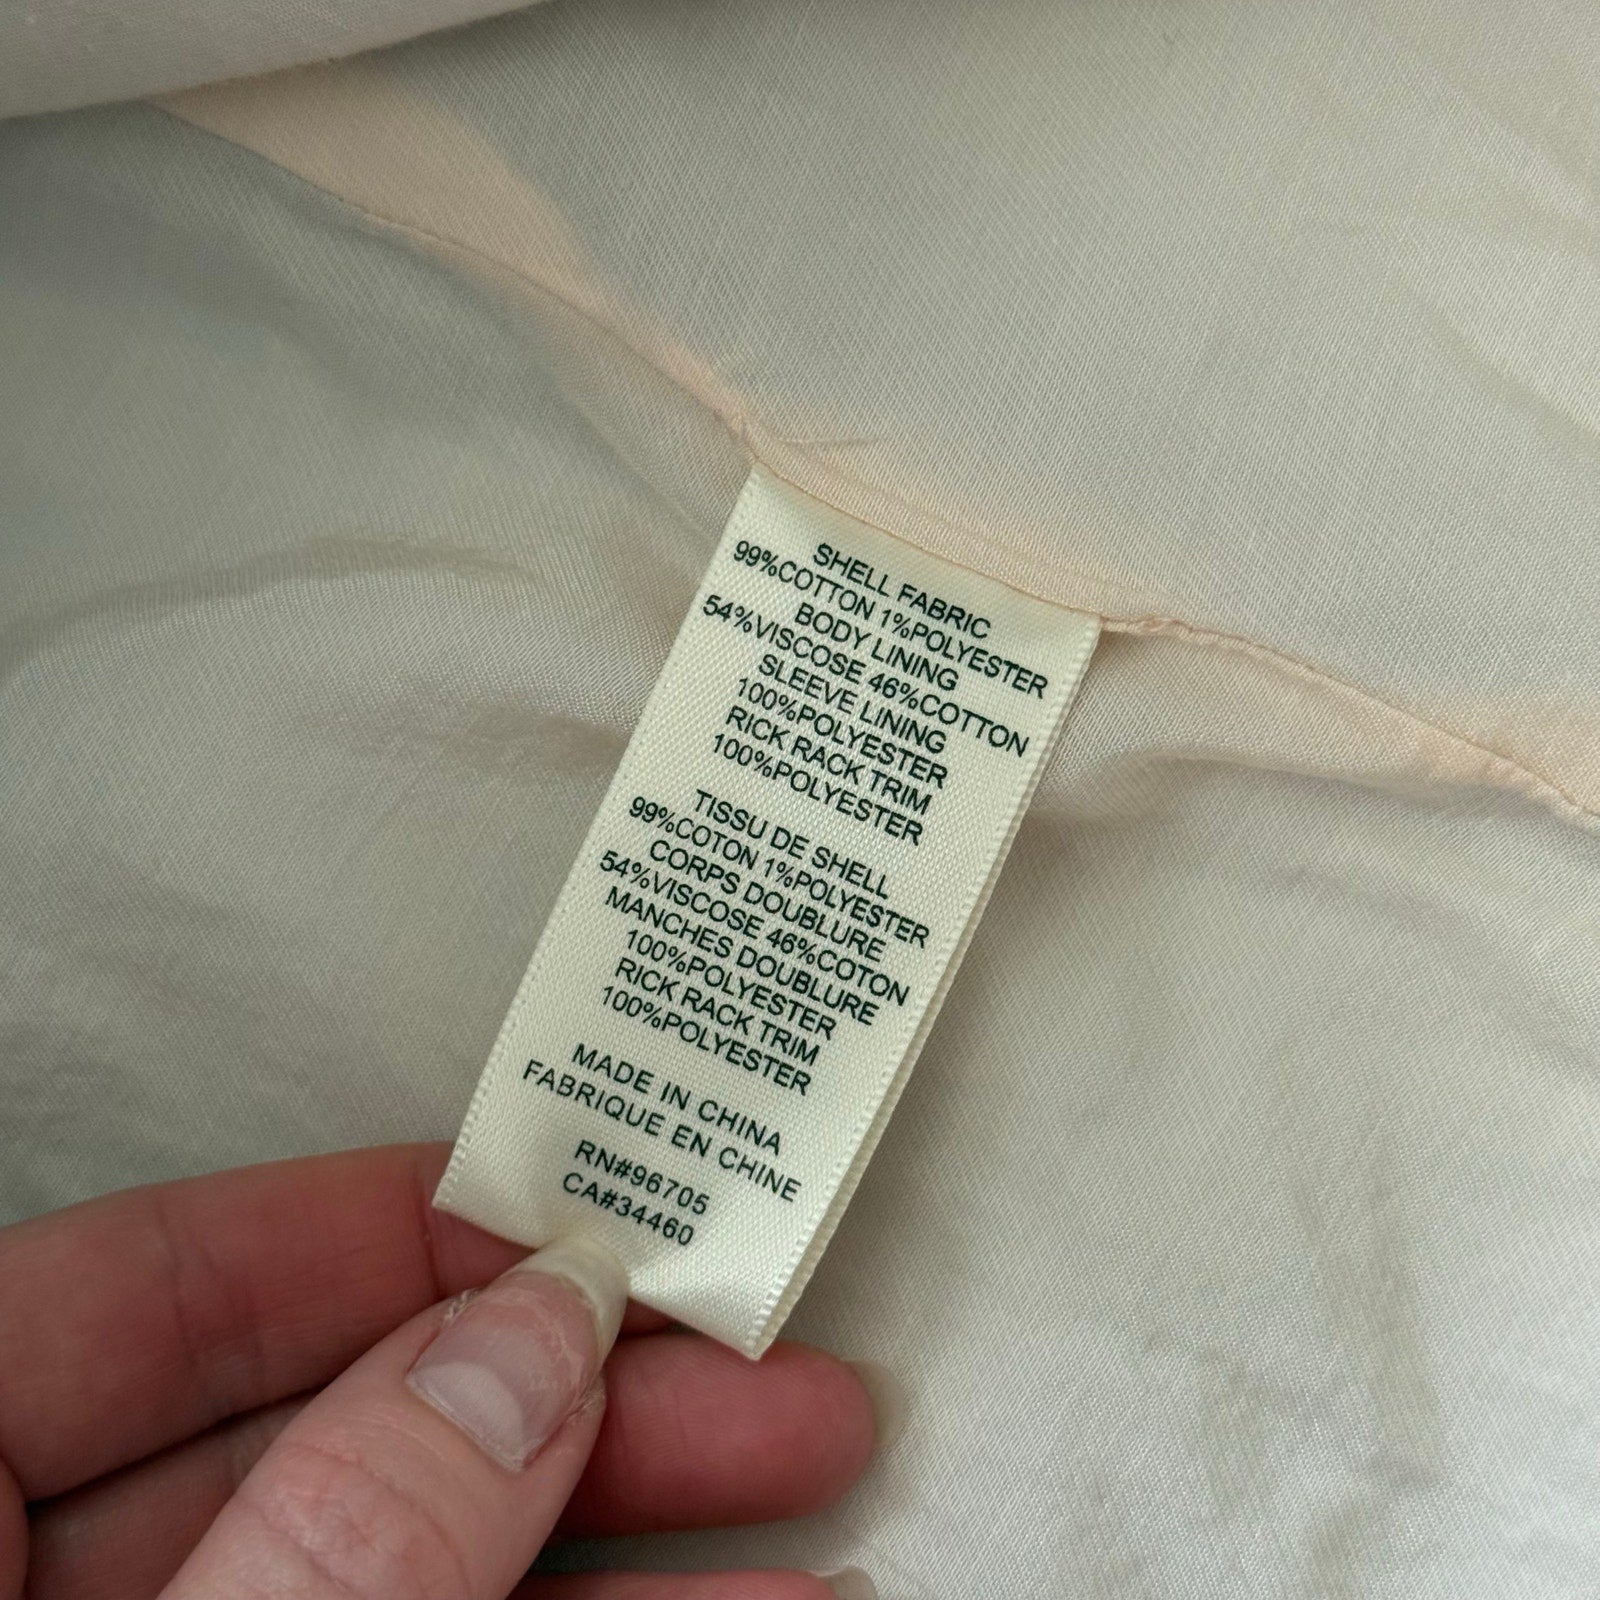 SHELL FABRIC
99%COTTON 1%POLYESTER
BODY LINING
54%VISCOSE 46%COTTON
SLEEVE LINING
100%POLYESTER
RICK RACK TRIM
100%POLYESTER
TISSU DE SHELL
99%COTON 1%POLYESTER
CORPS DOUBLURE
54%VISCOSE 46%COTON
MANCHES DOUBLURE
100%POLYESTER
RICK RACK TRIM
100%POLYESTER
MADE IN CHINA
FABRIQUE EN CHINE
RN#96705
CA#34460